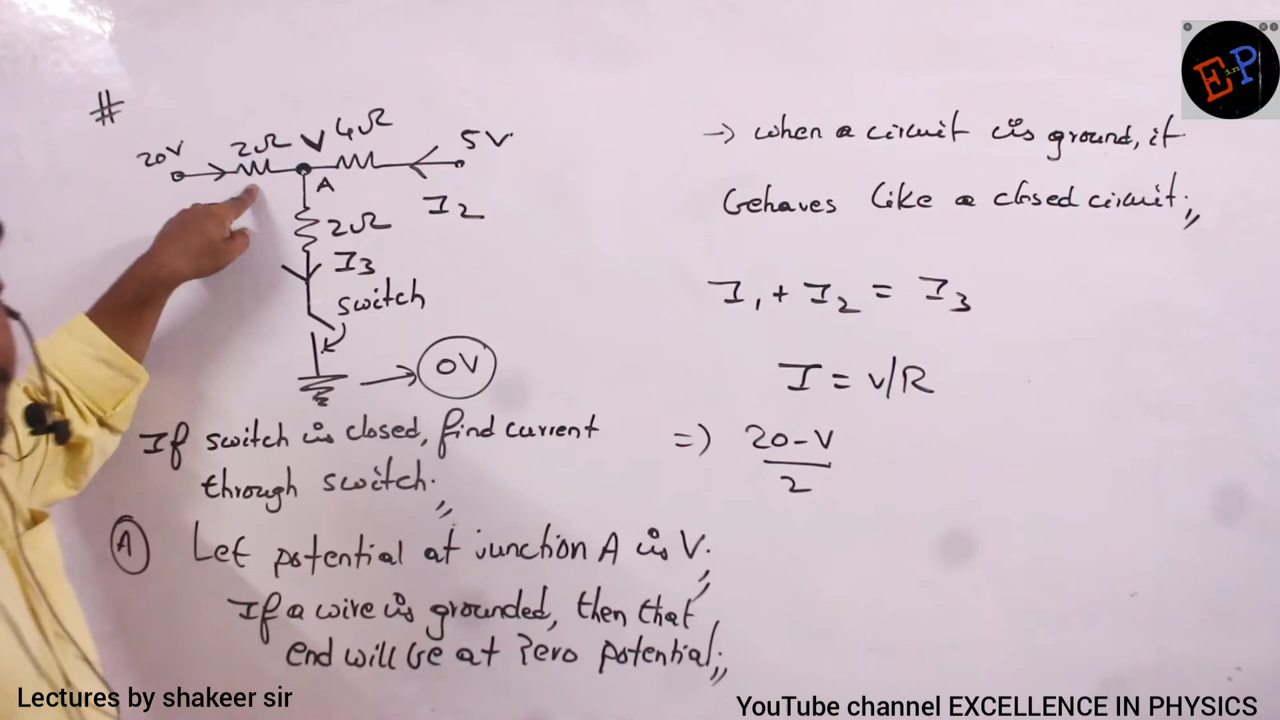 #
20V 2Ω V 4Ω 5V
A
I2
2Ω
I3
switch
0V
If switch is closed, find current
through switch.
A Let potential at junction A is V.
If a wire is grounded, then that
end will be at Zero potential.
→ when a circuit is ground, it
behaves like a closed circuit.
I1 + I2 = I3
I = V/R
=) 20-V
2
E in P
Lectures by shakeer sir
YouTube channel EXCELLENCE IN PHYSICS